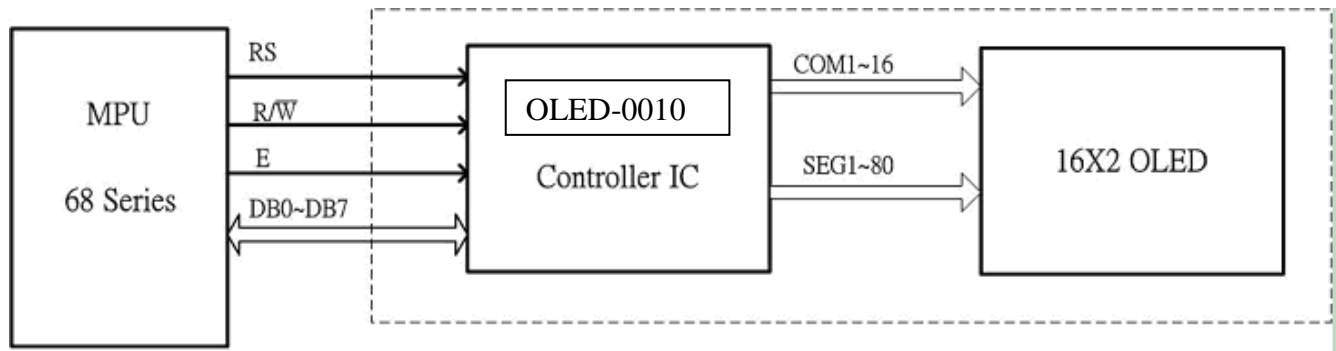 MPU
68 Series
RS
R/W̅
E
DB0~DB7
OLED-0010
Controller IC
COM1~16
SEG1~80
16X2 OLED